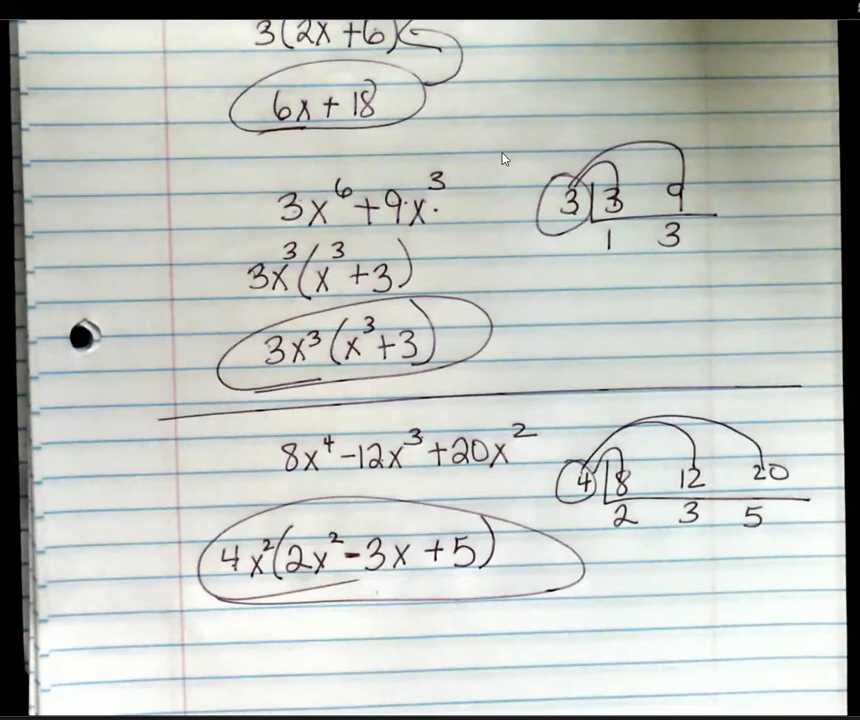 3(2x+6)
6x + 18
3x⁶ + 9x³
3 3 9
1 3
3x³(x³+3)
3x³(x³+3)
8x⁴ -12x³ +20x²
4 8 12 20
2 3 5
4x²(2x² - 3x + 5)